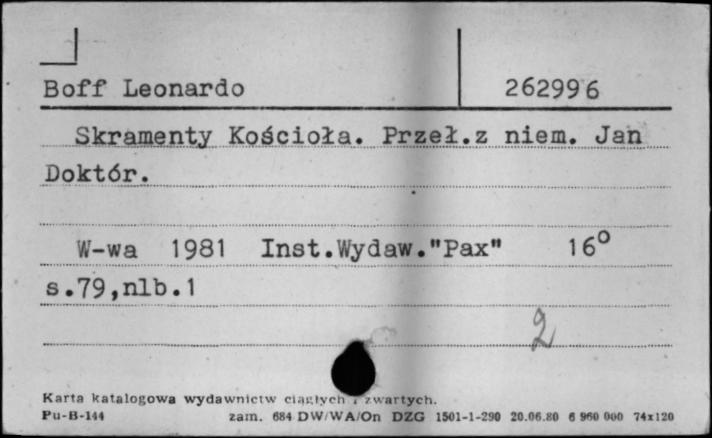 Boff Leonardo 262996
Skramenty Kościoła. Przeł.z niem. Jan
Doktór.
W-wa 1981 Inst.Wydaw."Pax" 16°
s.79,nlb.1
2
Karta katalogowa wydawnictw ciągłych i zwartych.
Pu-B-144 zam. 684 DW/WA/On DZG 1501-1-290 20.06.80 6 960 000 74x120